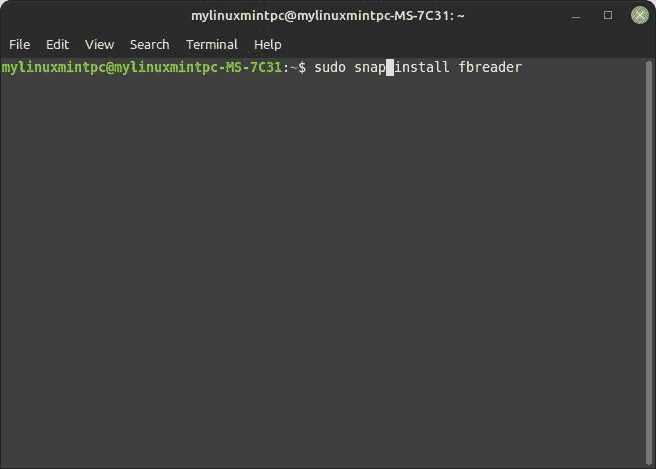 mylinuxmintpc@mylinuxmintpc-MS-7C31: ~
File Edit View Search Terminal Help
mylinuxmintpc@mylinuxmintpc-MS-7C31:~$ sudo snap install fbreader